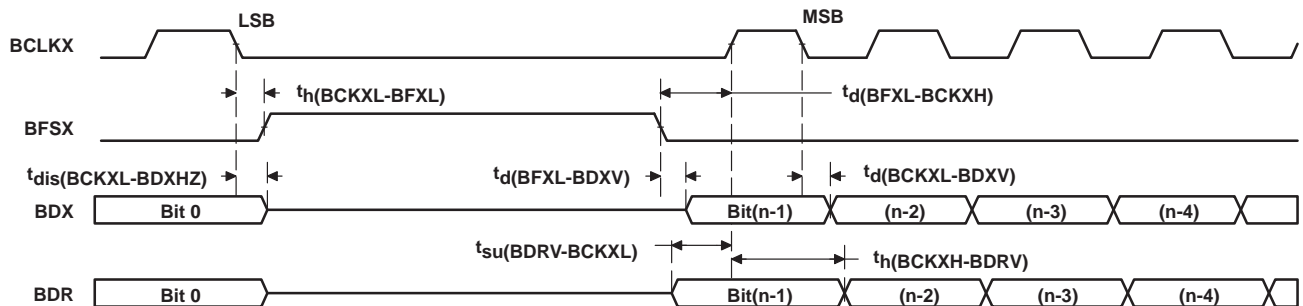 LSB MSB
BCLKX
th(BCKXL-BFXL) td(BFXL-BCKXH)
BFSX
tdis(BCKXL-BDXHZ) td(BFXL-BDXV) td(BCKXL-BDXV)
BDX Bit 0 Bit(n-1) (n-2) (n-3) (n-4)
tsu(BDRV-BCKXL) th(BCKXH-BDRV)
BDR Bit 0 Bit(n-1) (n-2) (n-3) (n-4)